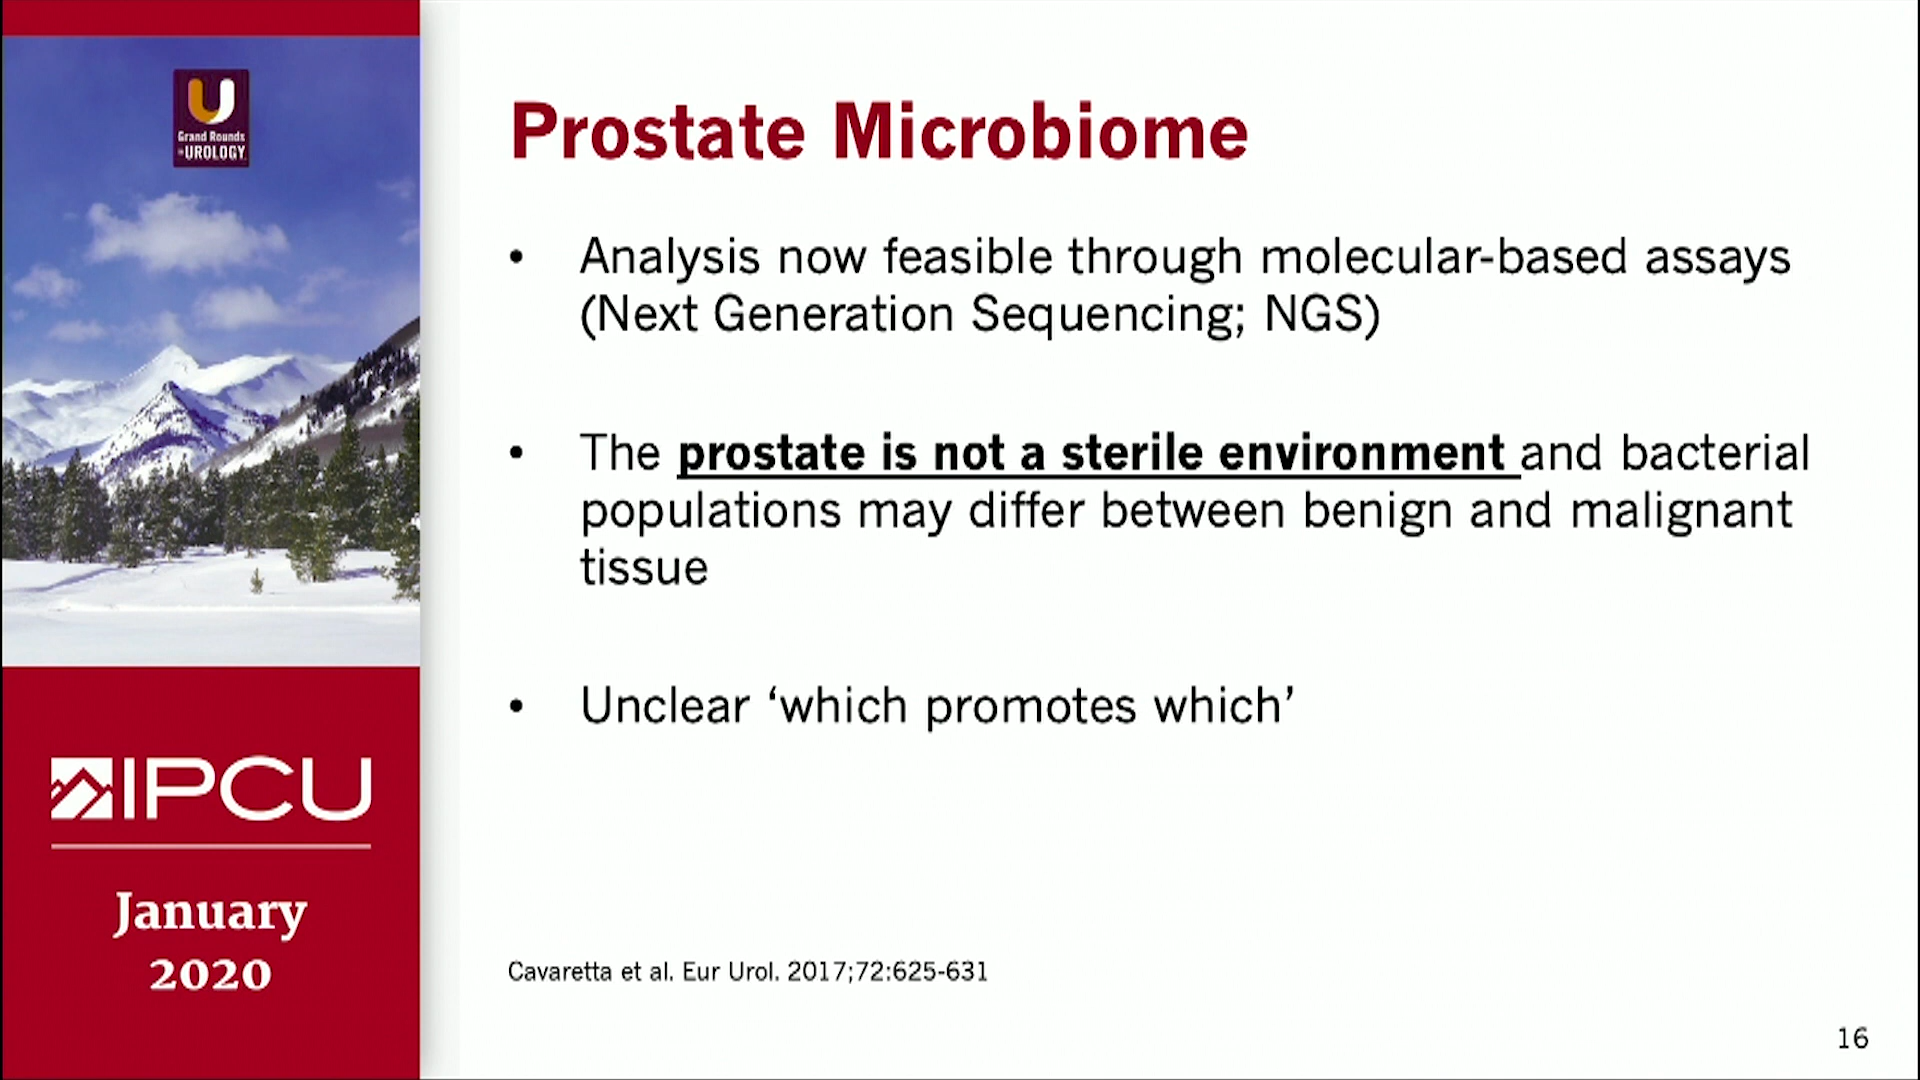 Grand Rounds
in UROLOGY
IPCU
January
2020
Prostate Microbiome
• Analysis now feasible through molecular-based assays
(Next Generation Sequencing; NGS)
• The prostate is not a sterile environment and bacterial
populations may differ between benign and malignant
tissue
• Unclear ‘which promotes which’
Cavaretta et al. Eur Urol. 2017;72:625-631
16